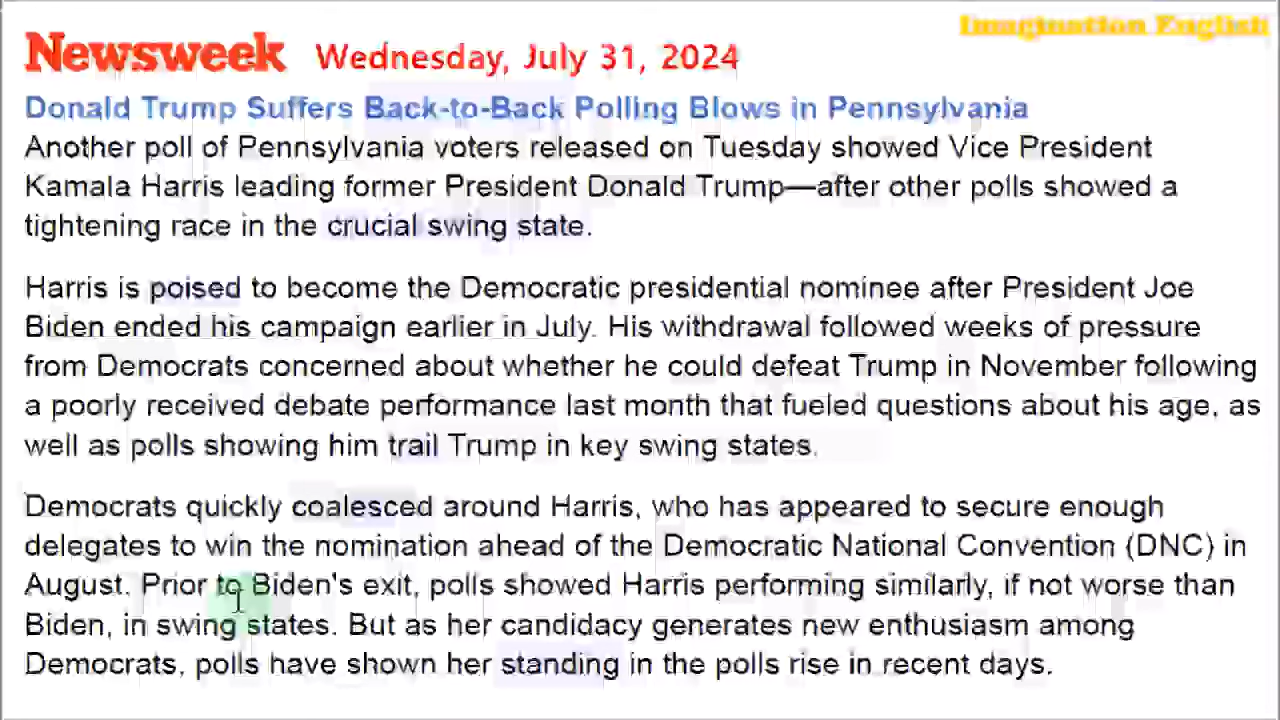 Imagination English
Newsweek Wednesday, July 31, 2024
Donald Trump Suffers Back-to-Back Polling Blows in Pennsylvania
Another poll of Pennsylvania voters released on Tuesday showed Vice President
Kamala Harris leading former President Donald Trump—after other polls showed a
tightening race in the crucial swing state.
Harris is poised to become the Democratic presidential nominee after President Joe
Biden ended his campaign earlier in July. His withdrawal followed weeks of pressure
from Democrats concerned about whether he could defeat Trump in November following
a poorly received debate performance last month that fueled questions about his age, as
well as polls showing him trail Trump in key swing states.
Democrats quickly coalesced around Harris, who has appeared to secure enough
delegates to win the nomination ahead of the Democratic National Convention (DNC) in
August. Prior to Biden's exit, polls showed Harris performing similarly, if not worse than
Biden, in swing states. But as her candidacy generates new enthusiasm among
Democrats, polls have shown her standing in the polls rise in recent days.